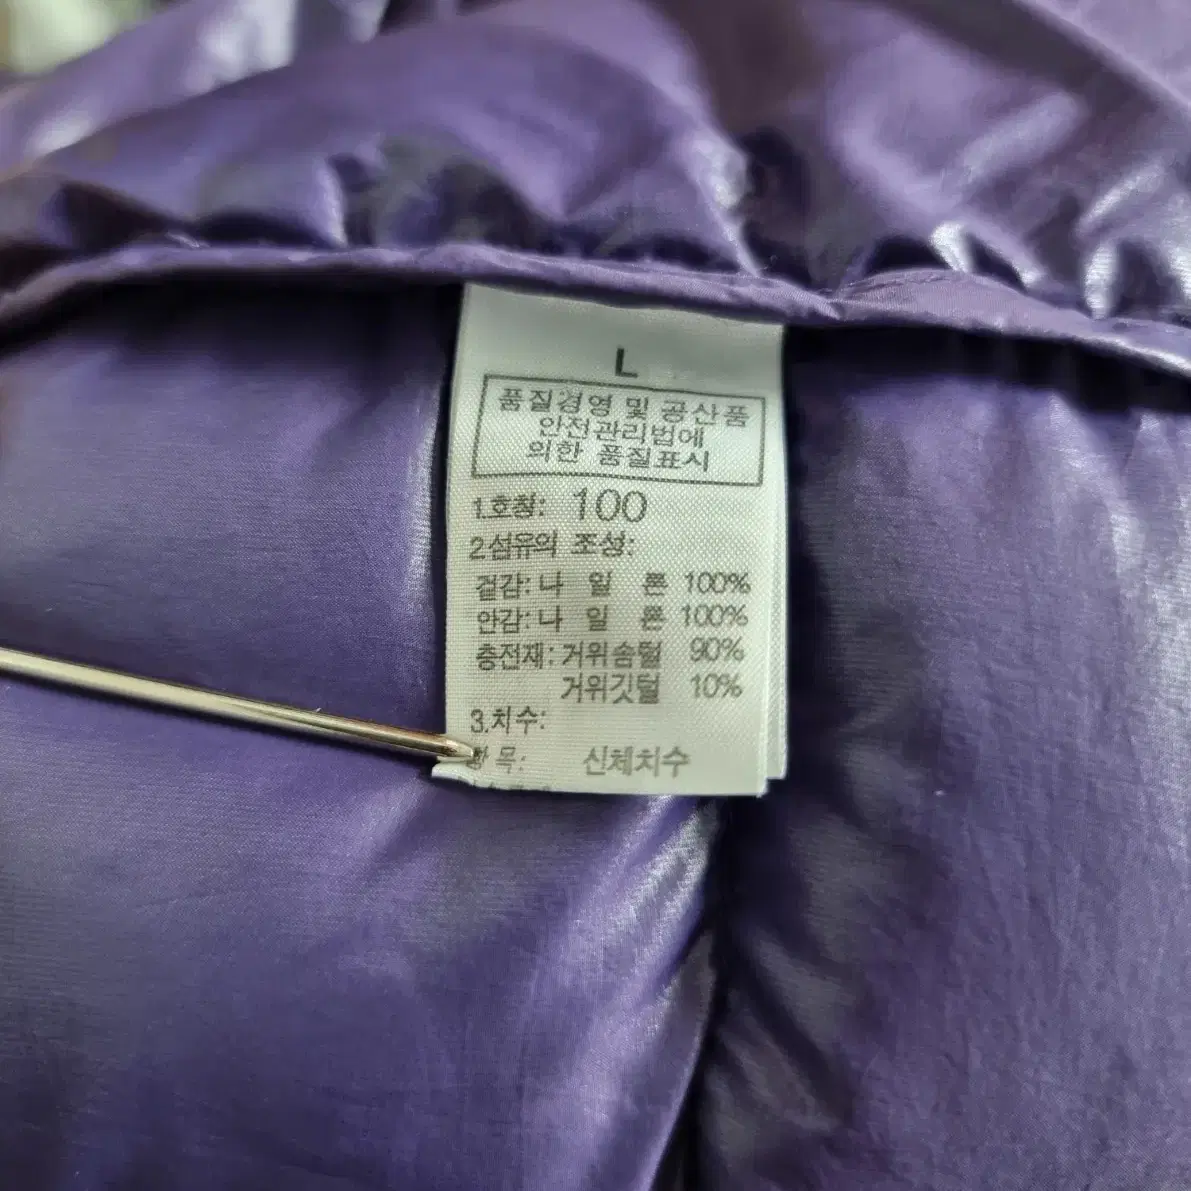 L
품질경영 및 공산품
안전관리법에
의한 품질표시
1.호칭: 100
2.섬유의 조성:
겉감: 나 일 론 100%
안감: 나 일 론 100%
충전재: 거위솜털 90%
거위깃털 10%
3.치수:
목: 신체치수